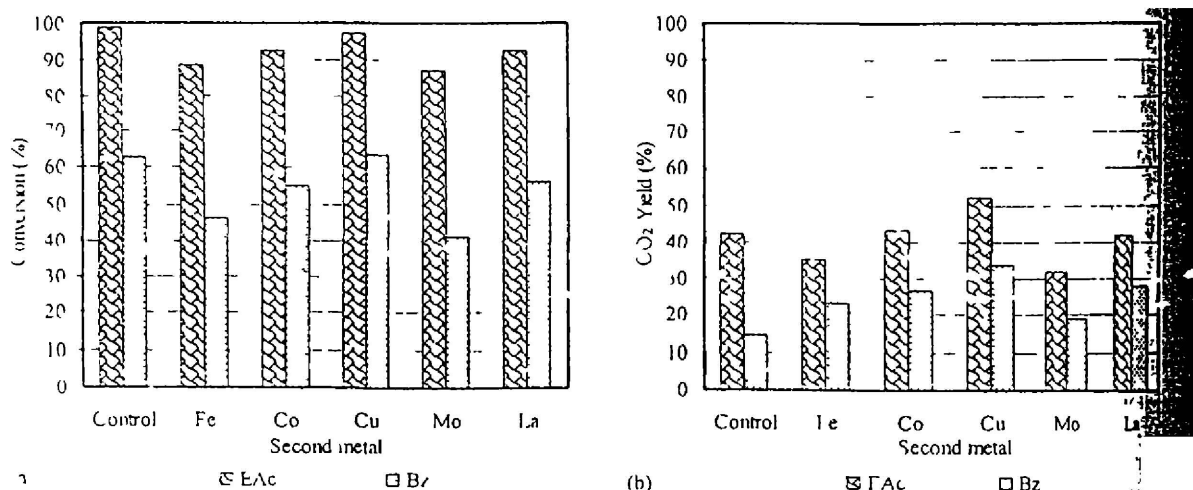 100
90
80
70
60
50
40
30
20
10
0
Conversion (%)
Control Fe Co Cu Mo La
Second metal
EAc Bz
100
90
80
70
60
50
40
30
20
10
0
CO₂ Yield (%)
Control Fe Co Cu Mo La
Second metal
(b)
EAc Bz